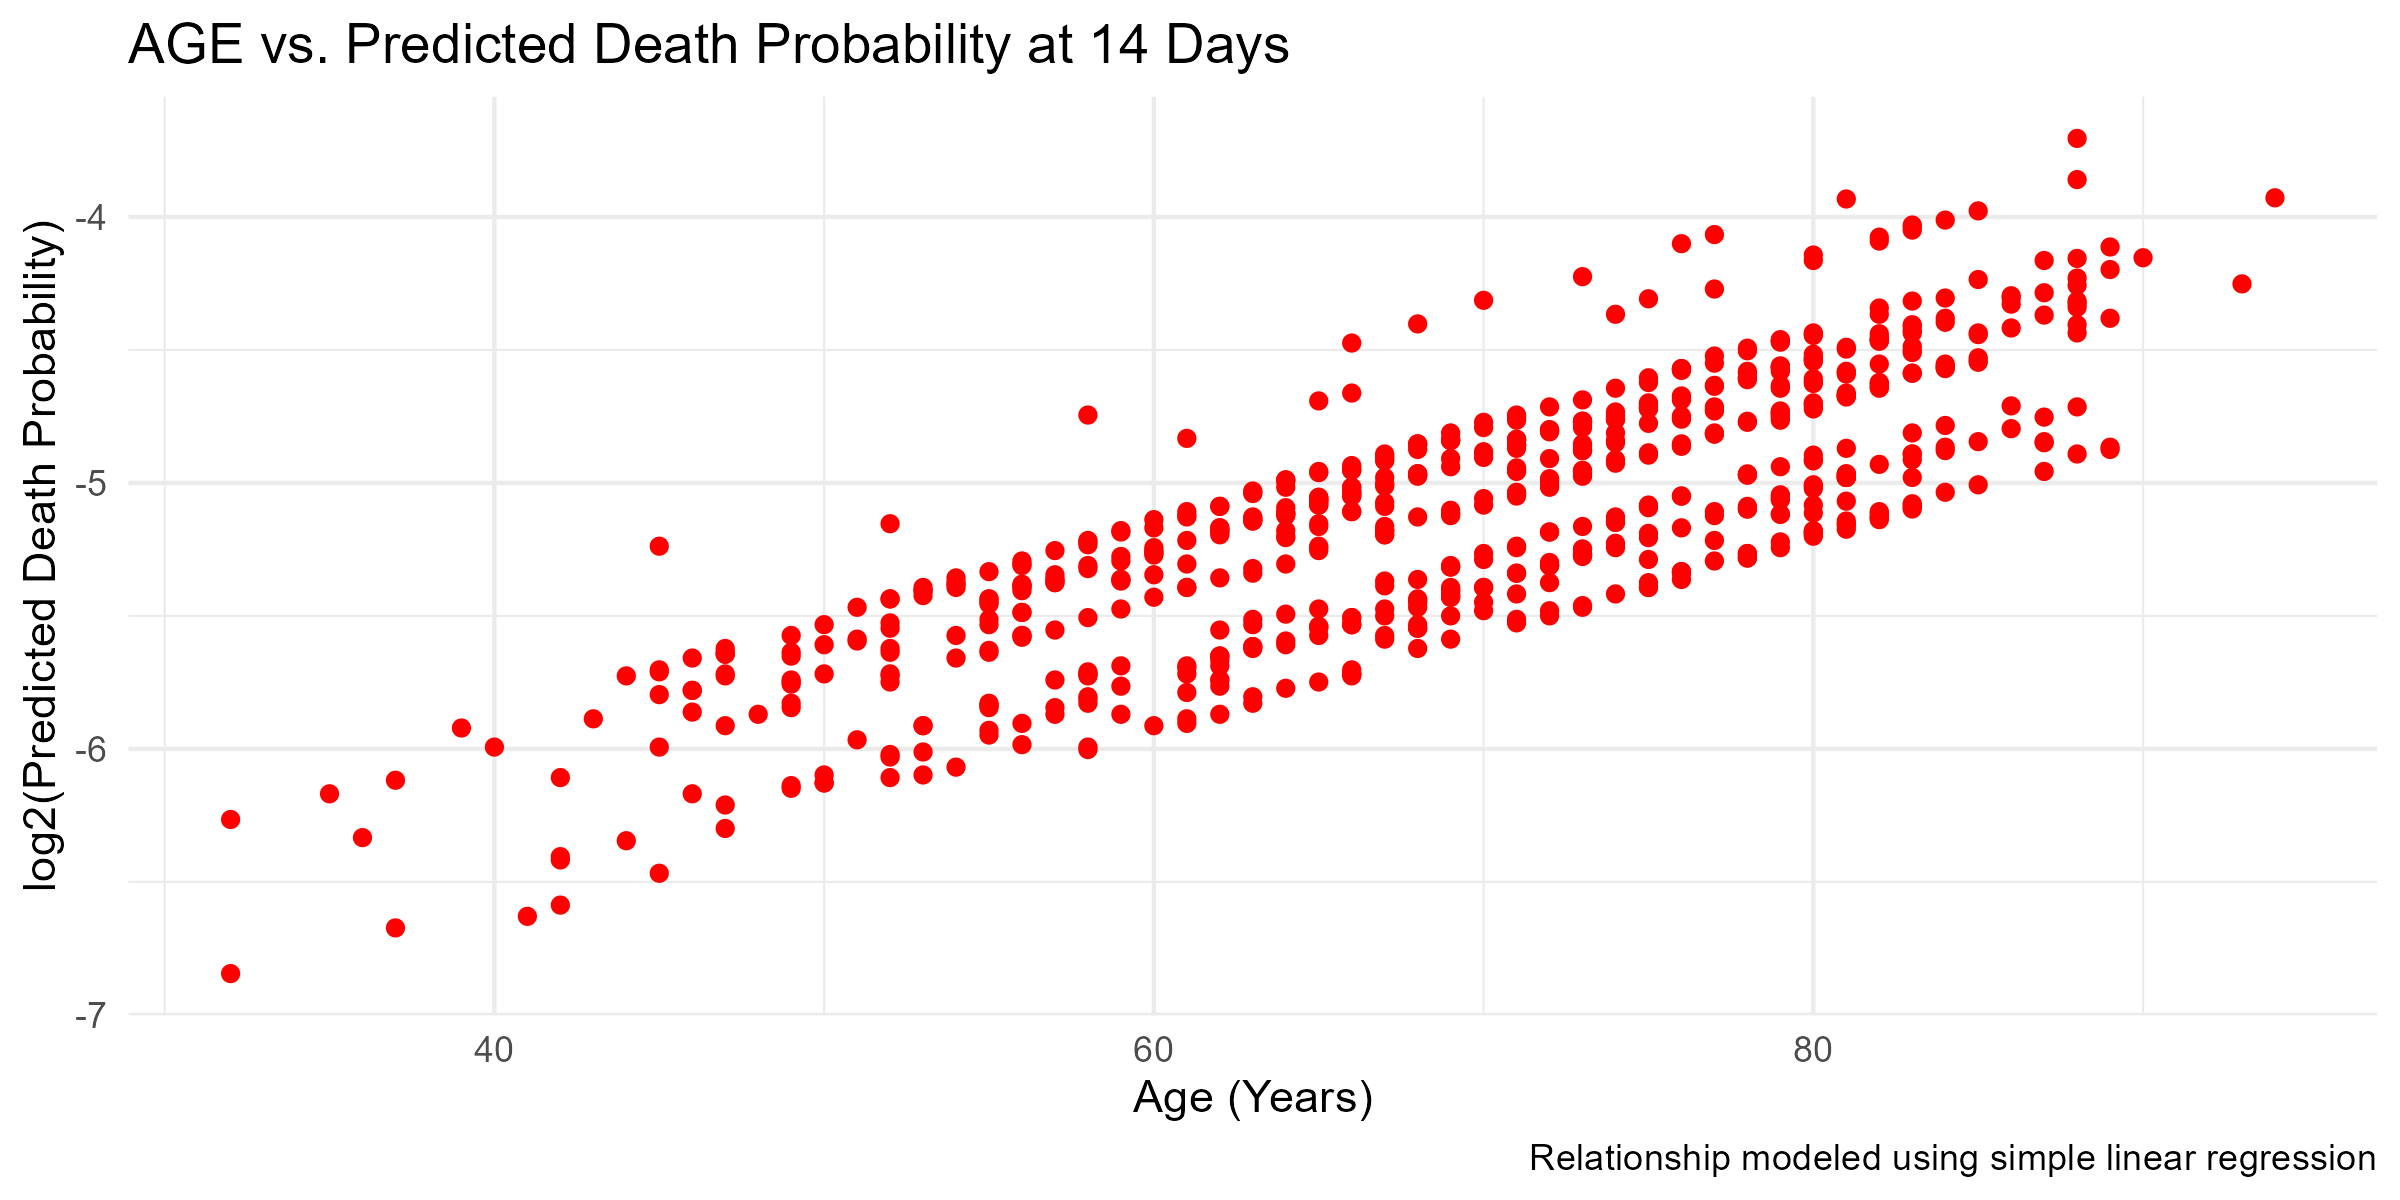 AGE vs. Predicted Death Probability at 14 Days
log2(Predicted Death Probability)
-4
-5
-6
-7
40
60
80
Age (Years)
Relationship modeled using simple linear regression